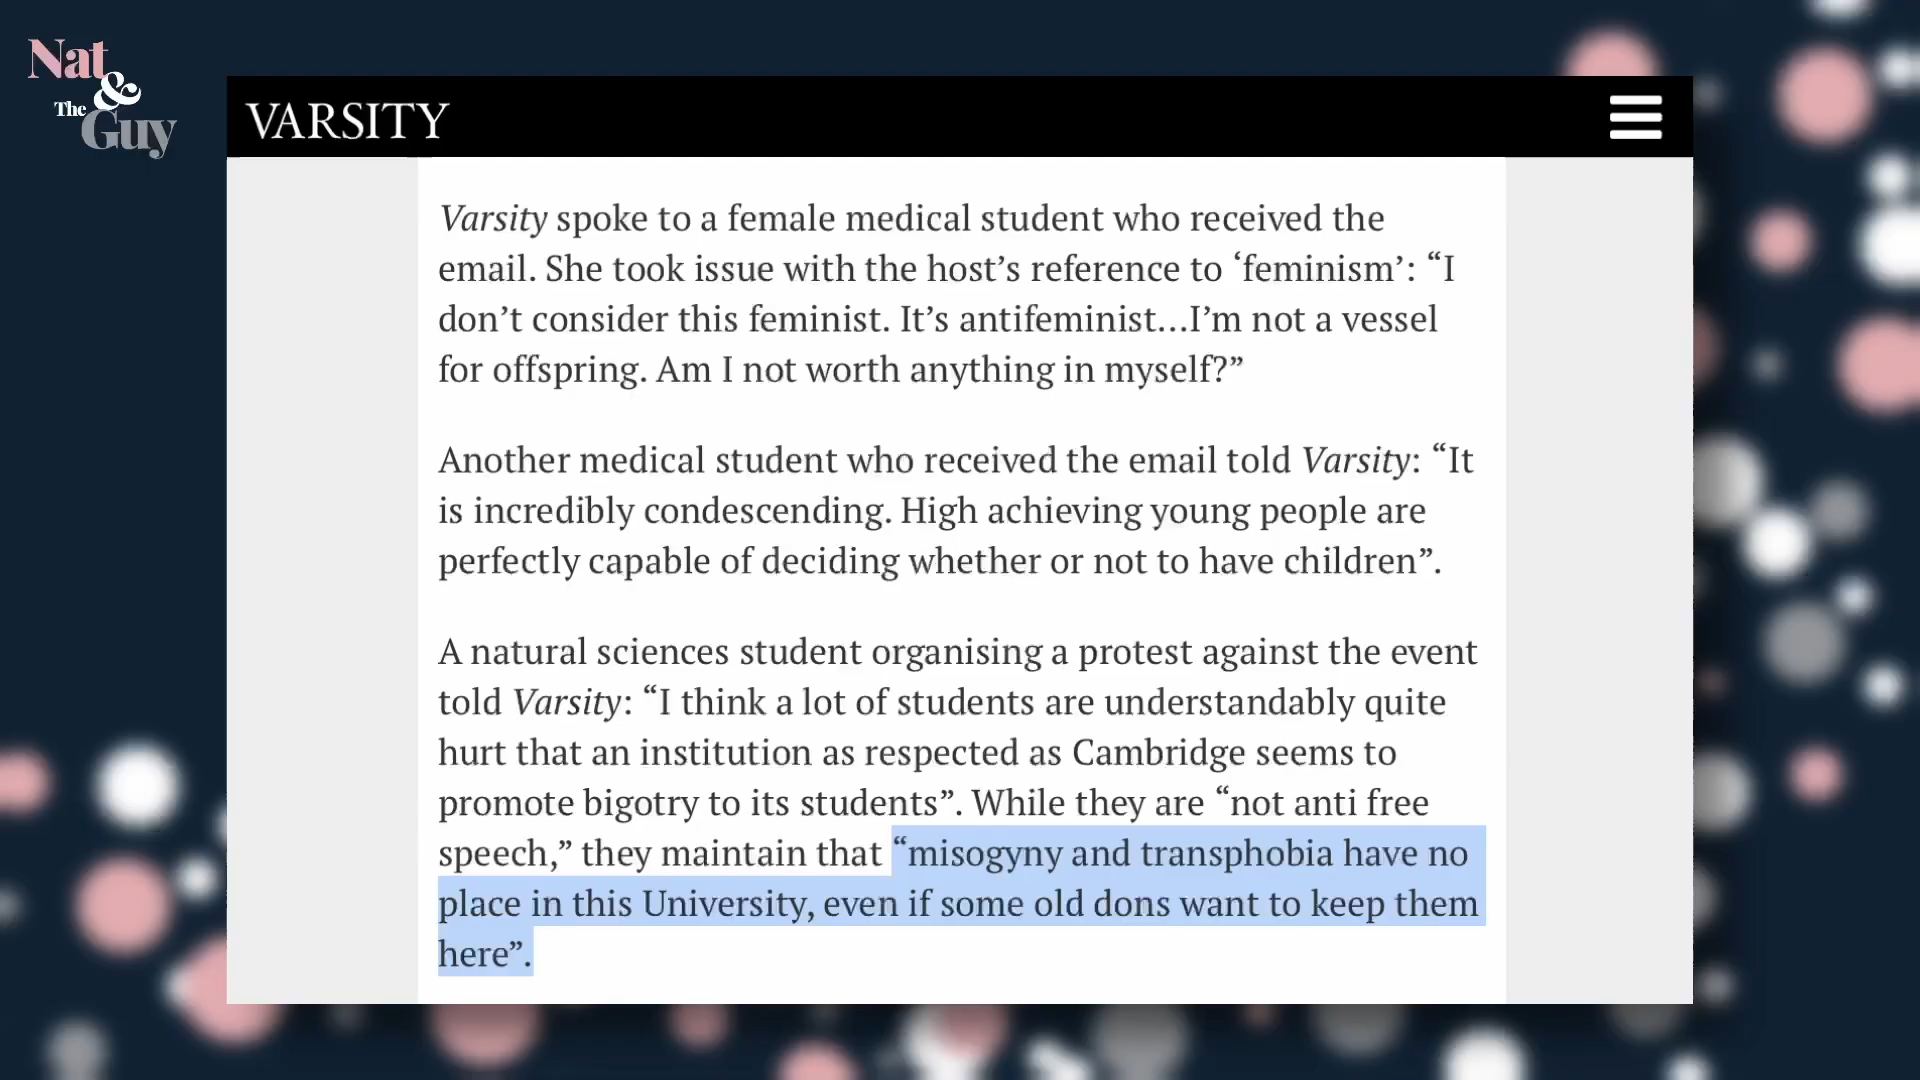 Nat
&
The
Guy
VARSITY
Varsity spoke to a female medical student who received the
email. She took issue with the host’s reference to ‘feminism’: “I
don’t consider this feminist. It’s antifeminist…I’m not a vessel
for offspring. Am I not worth anything in myself?”
Another medical student who received the email told Varsity: “It
is incredibly condescending. High achieving young people are
perfectly capable of deciding whether or not to have children”.
A natural sciences student organising a protest against the event
told Varsity: “I think a lot of students are understandably quite
hurt that an institution as respected as Cambridge seems to
promote bigotry to its students”. While they are “not anti free
speech,” they maintain that “misogyny and transphobia have no
place in this University, even if some old dons want to keep them
here”.